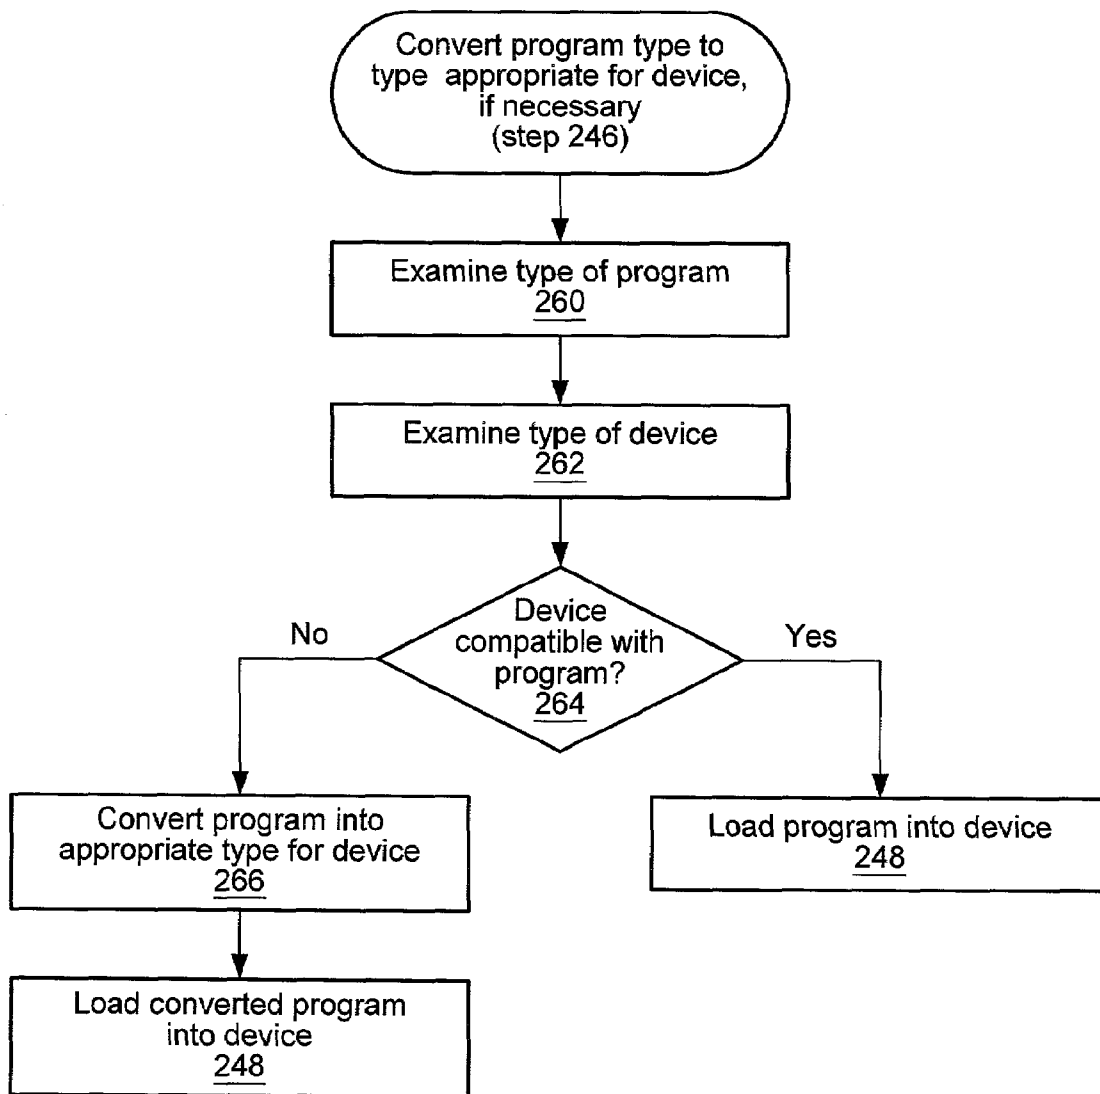 Convert program type to
type appropriate for device,
if necessary
(step 246)
Examine type of program
260
Examine type of device
262
Device
compatible with
program?
264
No
Yes
Convert program into
appropriate type for device
266
Load program into device
248
Load converted program
into device
248